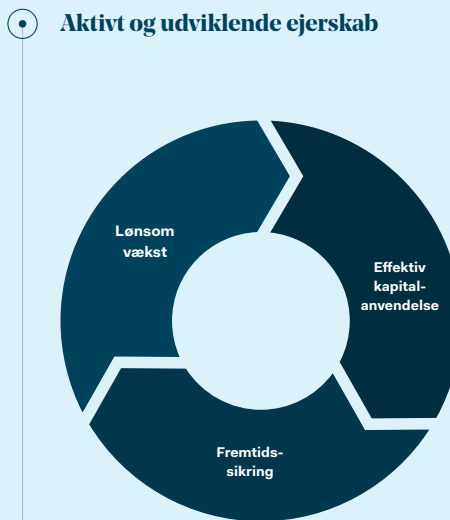 Aktivt og udviklende ejerskab
Lønsom
vækst
Effektiv
kapital-
anvendelse
Fremtids-
sikring